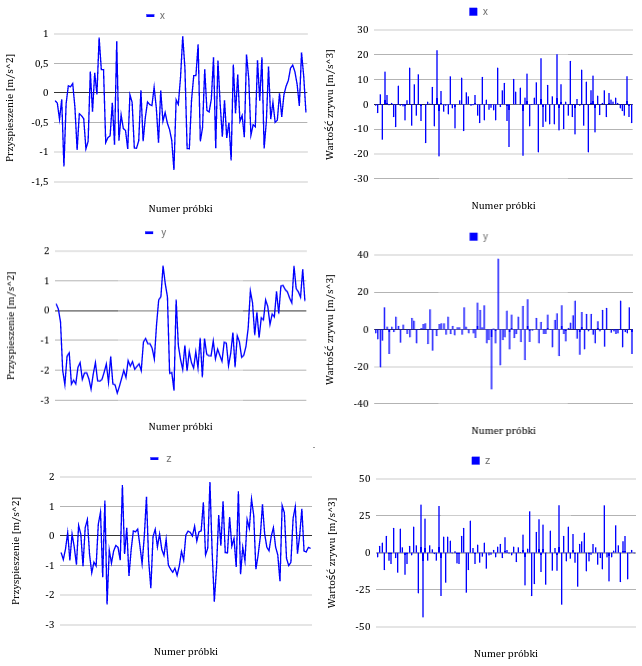 x
Przyspieszenie [m/s^2]
1
0,5
0
-0,5
-1
-1,5
Numer próbki
x
Wartość zrywu [m/s^3]
30
20
10
0
-10
-20
-30
Numer próbki
y
Przyspieszenie [m/s^2]
2
1
0
-1
-2
-3
Numer próbki
y
Wartość zrywu [m/s^3]
40
20
0
-20
-40
Numer próbki
z
Przyspieszenie [m/s^2]
2
1
0
-1
-2
-3
Numer próbki
z
Wartość zrywu [m/s^3]
50
25
0
-25
-50
Numer próbki